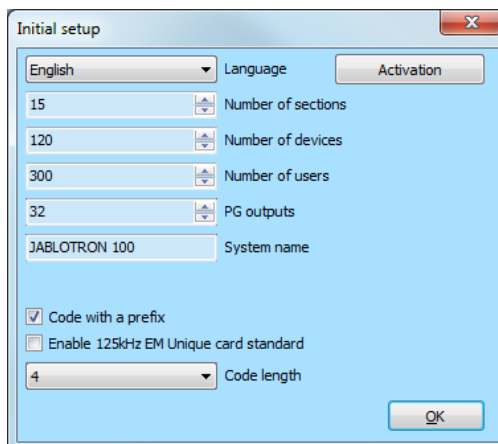 Initial setup
English Language Activation
15 Number of sections
120 Number of devices
300 Number of users
32 PG outputs
JABLOTRON 100 System name
Code with a prefix
Enable 125kHz EM Unique card standard
4 Code length
OK